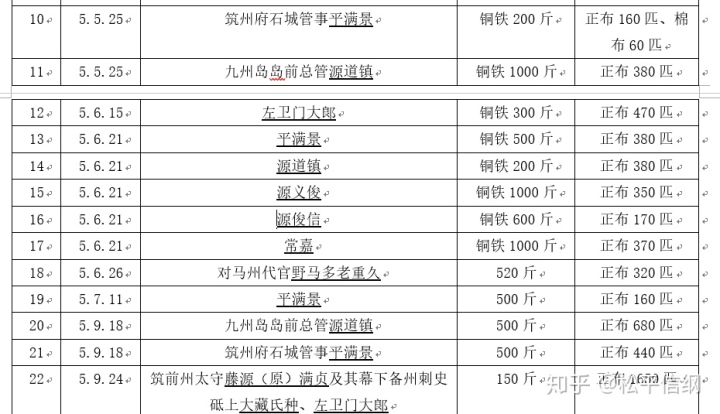 10 5.5.25 筑州府石城管事平满景 铜铁 200 斤 正布 160 匹、棉
布 60 匹
11 5.5.25 九州岛岛前总管源道镇 铜铁 1000 斤 正布 380 匹
12 5.6.15 左卫门大郎 铜铁 300 斤 正布 470 匹
13 5.6.21 平满景 铜铁 500 斤 正布 380 匹
14 5.6.21 源道镇 铜铁 200 斤 正布 380 匹
15 5.6.21 源义俊 铜铁 1000 斤 正布 350 匹
16 5.6.21 源俊信 铜铁 600 斤 正布 170 匹
17 5.6.21 常嘉 铜铁 1000 斤 正布 370 匹
18 5.6.26 对马州代官野马多老重久 520 斤 正布 320 匹
19 5.7.11 平满景 500 斤 正布 160 匹
20 5.9.18 九州岛岛前总管源道镇 500 斤 正布 680 匹
21 5.9.18 筑州府石城管事平满景 500 斤 正布 440 匹
22 5.9.24 筑前州太守藤源（原）满贞及其幕下备州刺史 150 斤 正布 1650 匹
砥上大藏氏种、左卫门大郎
知乎 @松平信纲